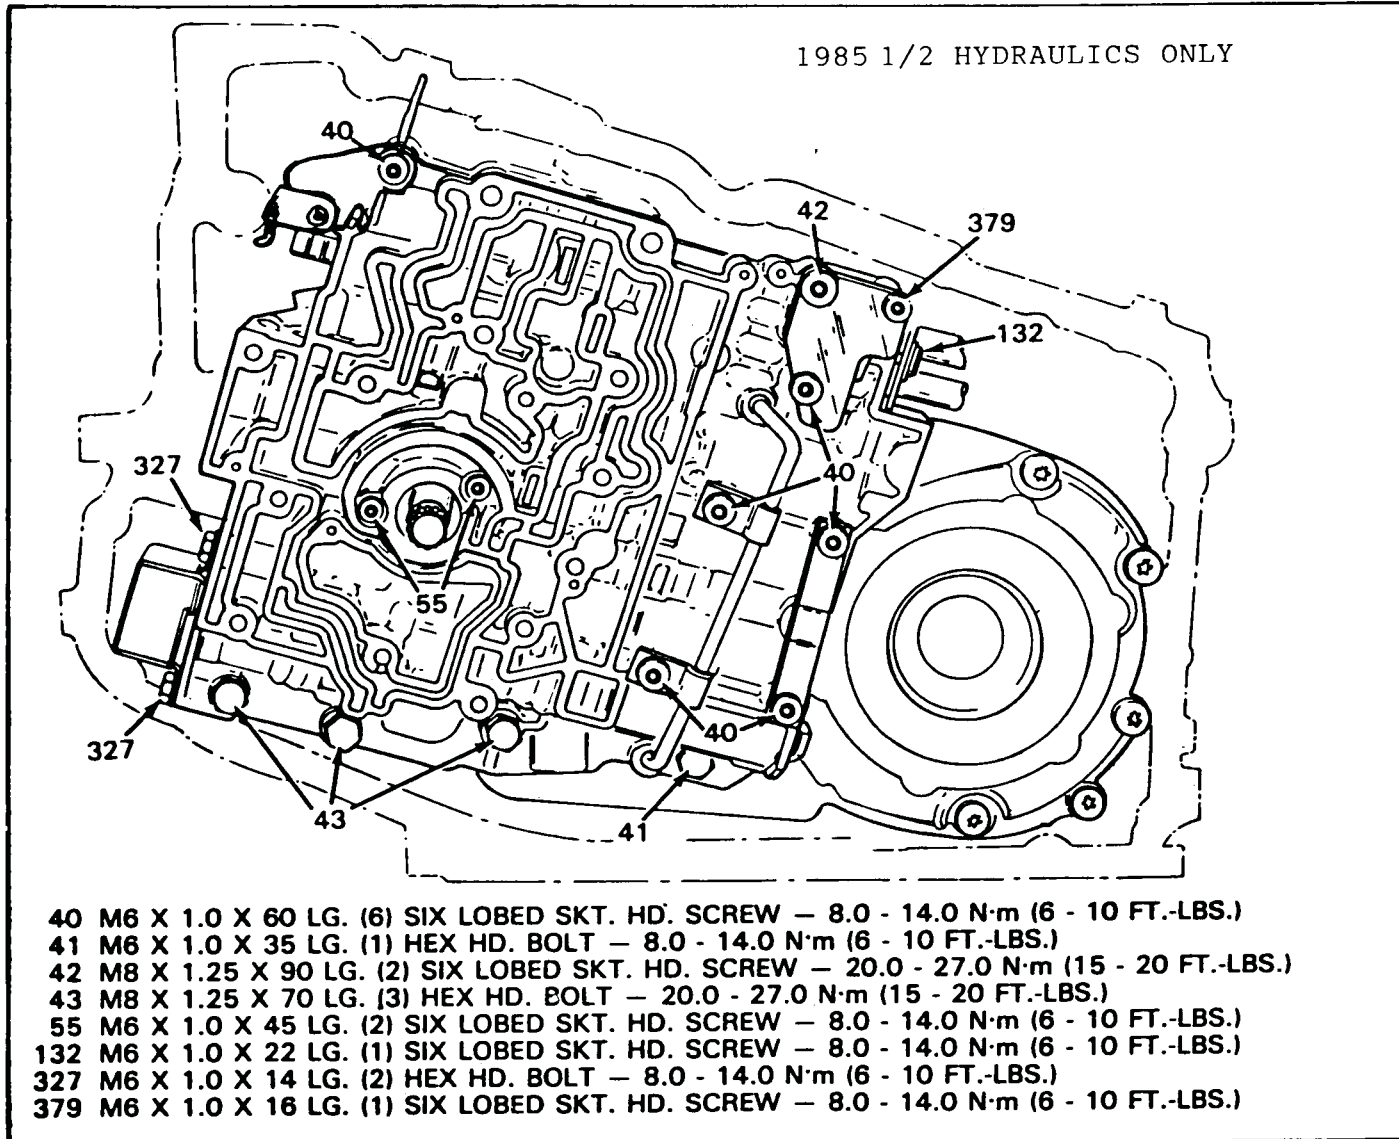 1985 1/2 HYDRAULICS ONLY
40
42
379
132
327
40
55
327
40
43
41
40 M6 X 1.0 X 60 LG. (6) SIX LOBED SKT. HD. SCREW — 8.0 - 14.0 N·m (6 - 10 FT.-LBS.)
41 M6 X 1.0 X 35 LG. (1) HEX HD. BOLT — 8.0 - 14.0 N·m (6 - 10 FT.-LBS.)
42 M8 X 1.25 X 90 LG. (2) SIX LOBED SKT. HD. SCREW — 20.0 - 27.0 N·m (15 - 20 FT.-LBS.)
43 M8 X 1.25 X 70 LG. (3) HEX HD. BOLT — 20.0 - 27.0 N·m (15 - 20 FT.-LBS.)
55 M6 X 1.0 X 45 LG. (2) SIX LOBED SKT. HD. SCREW — 8.0 - 14.0 N·m (6 - 10 FT.-LBS.)
132 M6 X 1.0 X 22 LG. (1) SIX LOBED SKT. HD. SCREW — 8.0 - 14.0 N·m (6 - 10 FT.-LBS.)
327 M6 X 1.0 X 14 LG. (2) HEX HD. BOLT — 8.0 - 14.0 N·m (6 - 10 FT.-LBS.)
379 M6 X 1.0 X 16 LG. (1) SIX LOBED SKT. HD. SCREW — 8.0 - 14.0 N·m (6 - 10 FT.-LBS.)